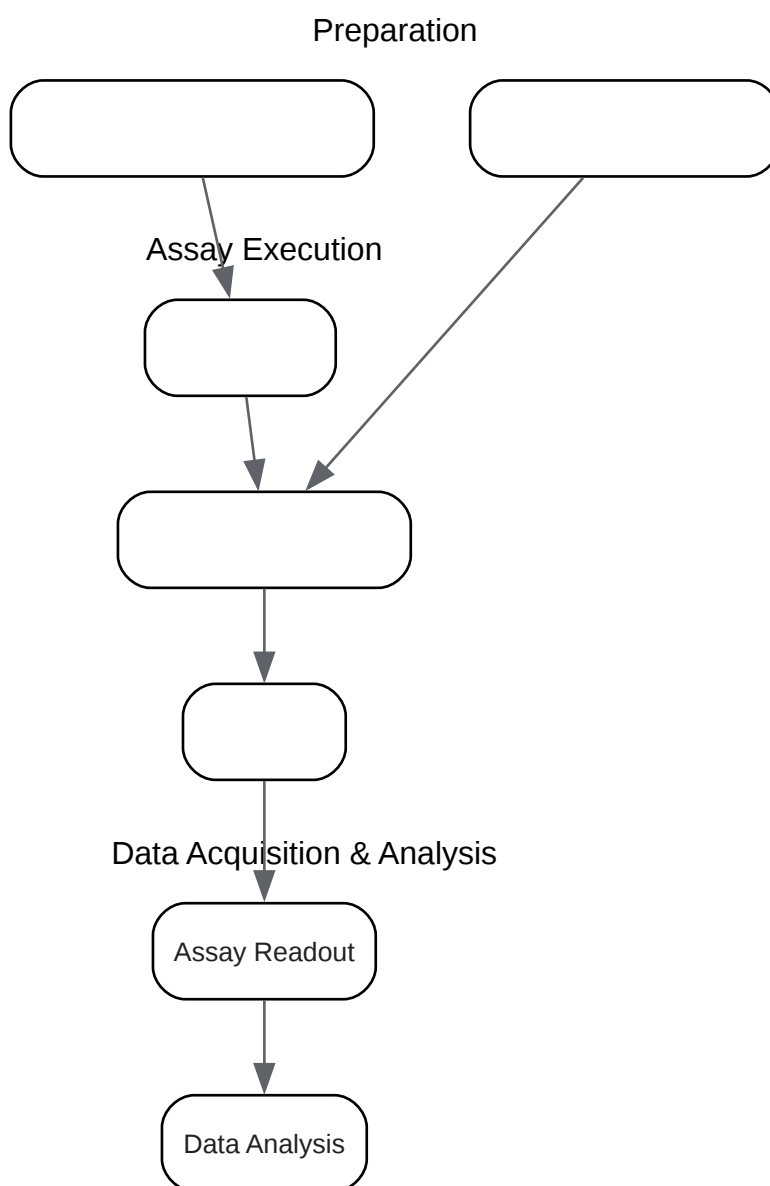 Preparation
Assay Execution
Data Acquisition & Analysis
Assay Readout
Data Analysis